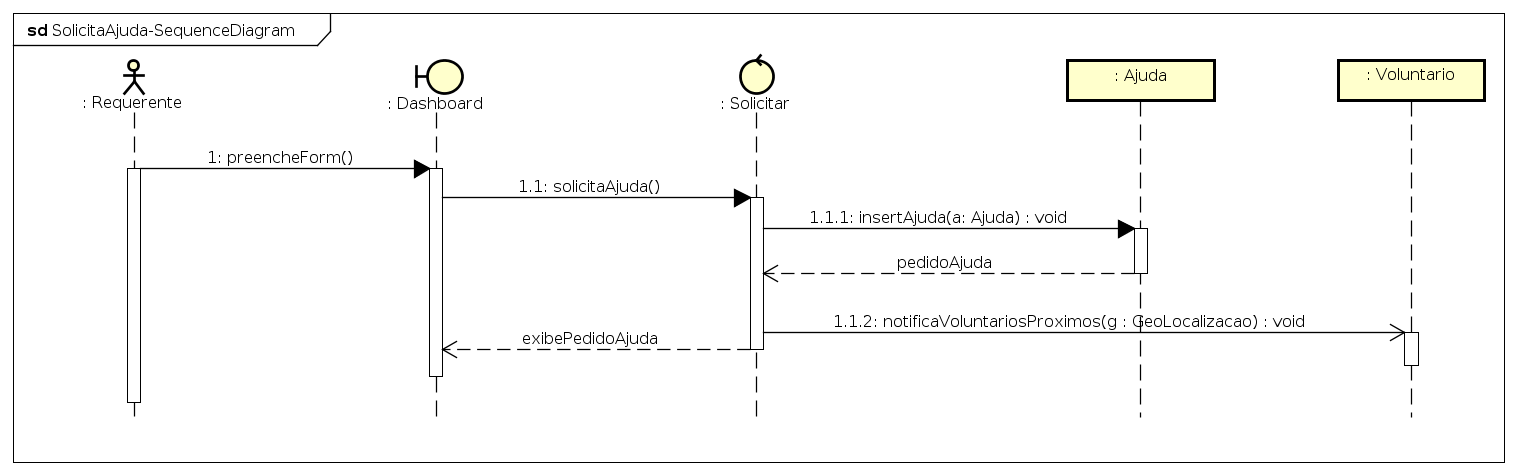 sd SolicitaAjuda-SequenceDiagram
: Requerente
: Dashboard
: Solicitar
: Ajuda
: Voluntario
1: preencheForm()
1.1: solicitaAjuda()
1.1.1: insertAjuda(a: Ajuda) : void
pedidoAjuda
1.1.2: notificaVoluntariosProximos(g : GeoLocalizacao) : void
exibePedidoAjuda